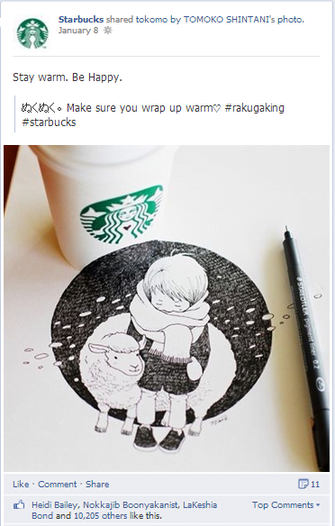 Starbucks shared tokomo by TOMOKO SHINTANI's photo.
January 8
Stay warm. Be Happy.
ぬくぬく。 Make sure you wrap up warm♡ #rakugaking
#starbucks
Like · Comment · Share
11
Heidi Bailey, Nokkajib Boonyakanist, LaKeshia
Bond and 10,205 others like this.
Top Comments